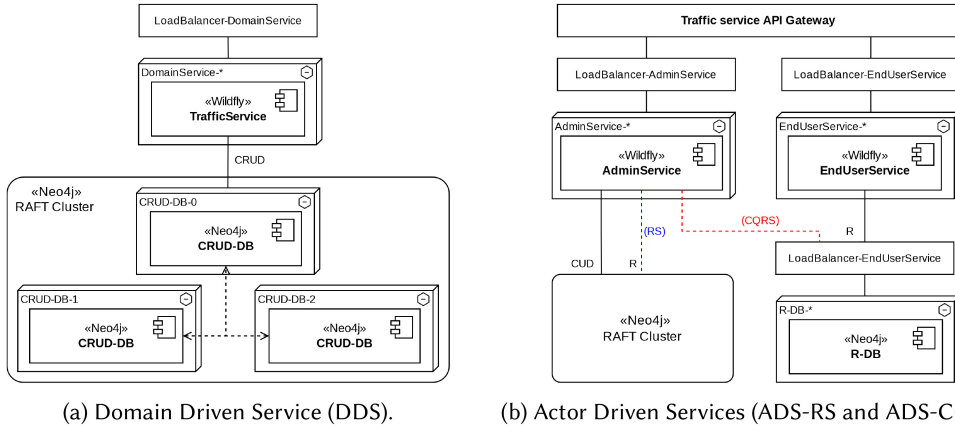 LoadBalancer-DomainService
DomainService-*
«Wildfly»
TrafficService
CRUD
«Neo4j»
RAFT Cluster
CRUD-DB-0
«Neo4j»
CRUD-DB
CRUD-DB-1
«Neo4j»
CRUD-DB
CRUD-DB-2
«Neo4j»
CRUD-DB
(a) Domain Driven Service (DDS).
Traffic service API Gateway
LoadBalancer-AdminService
LoadBalancer-EndUserService
AdminService-*
«Wildfly»
AdminService
EndUserService-*
«Wildfly»
EndUserService
(RS)
(CQRS)
CUD
R
R
LoadBalancer-EndUserService
«Neo4j»
RAFT Cluster
R-DB-*
«Neo4j»
R-DB
(b) Actor Driven Services (ADS-RS and ADS-C